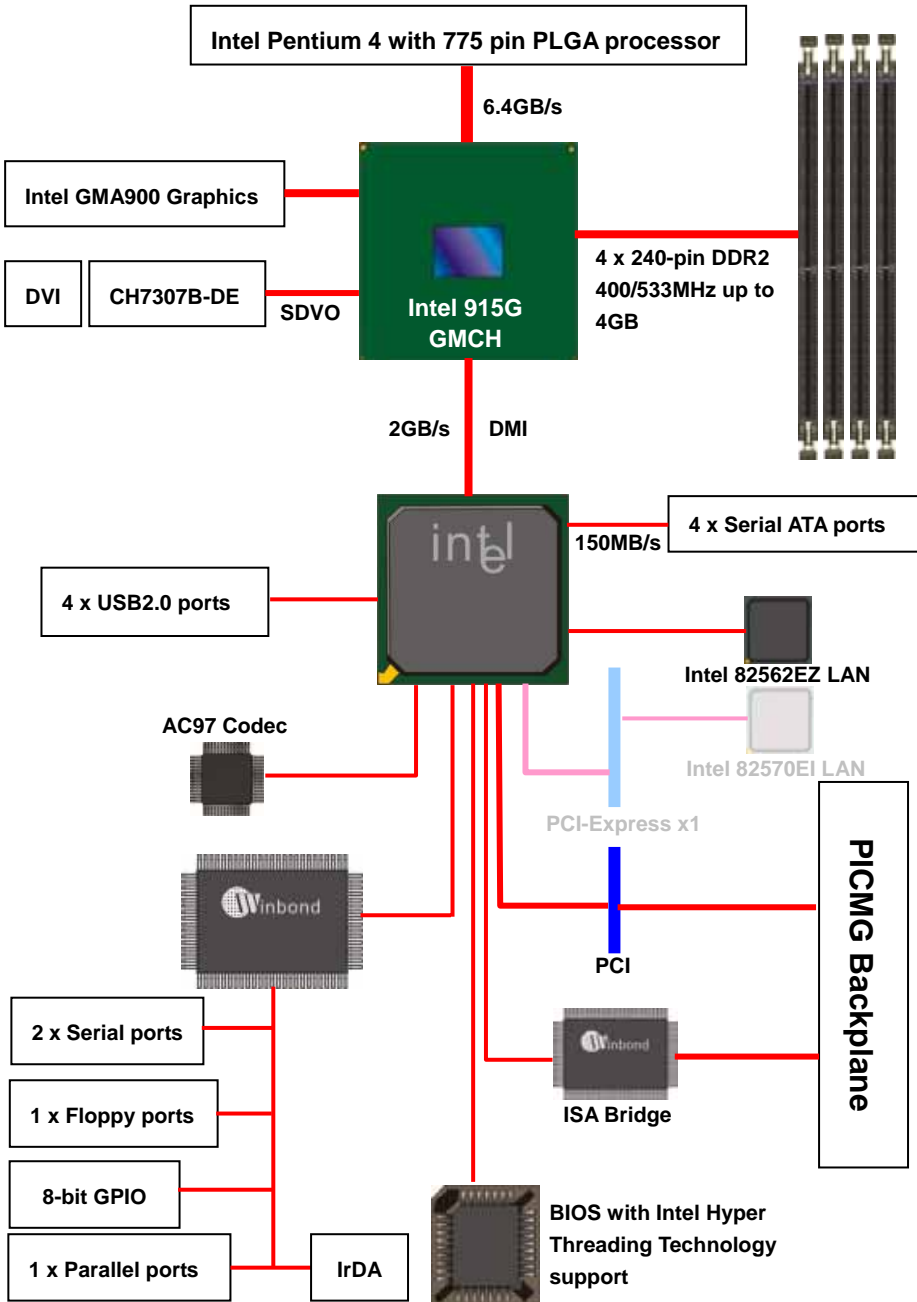 Intel Pentium 4 with 775 pin PLGA processor
6.4GB/s
Intel GMA900 Graphics
DVI
CH7307B-DE
SDVO
Intel 915G
GMCH
4 x 240-pin DDR2
400/533MHz up to
4GB
2GB/s
DMI
intel
150MB/s
4 x Serial ATA ports
4 x USB2.0 ports
Intel 82562EZ LAN
AC97 Codec
Intel 82570EI LAN
PCI-Express x1
PICMG Backplane
Winbond
PCI
2 x Serial ports
Winbond
ISA Bridge
1 x Floppy ports
8-bit GPIO
1 x Parallel ports
IrDA
BIOS with Intel Hyper
Threading Technology
support